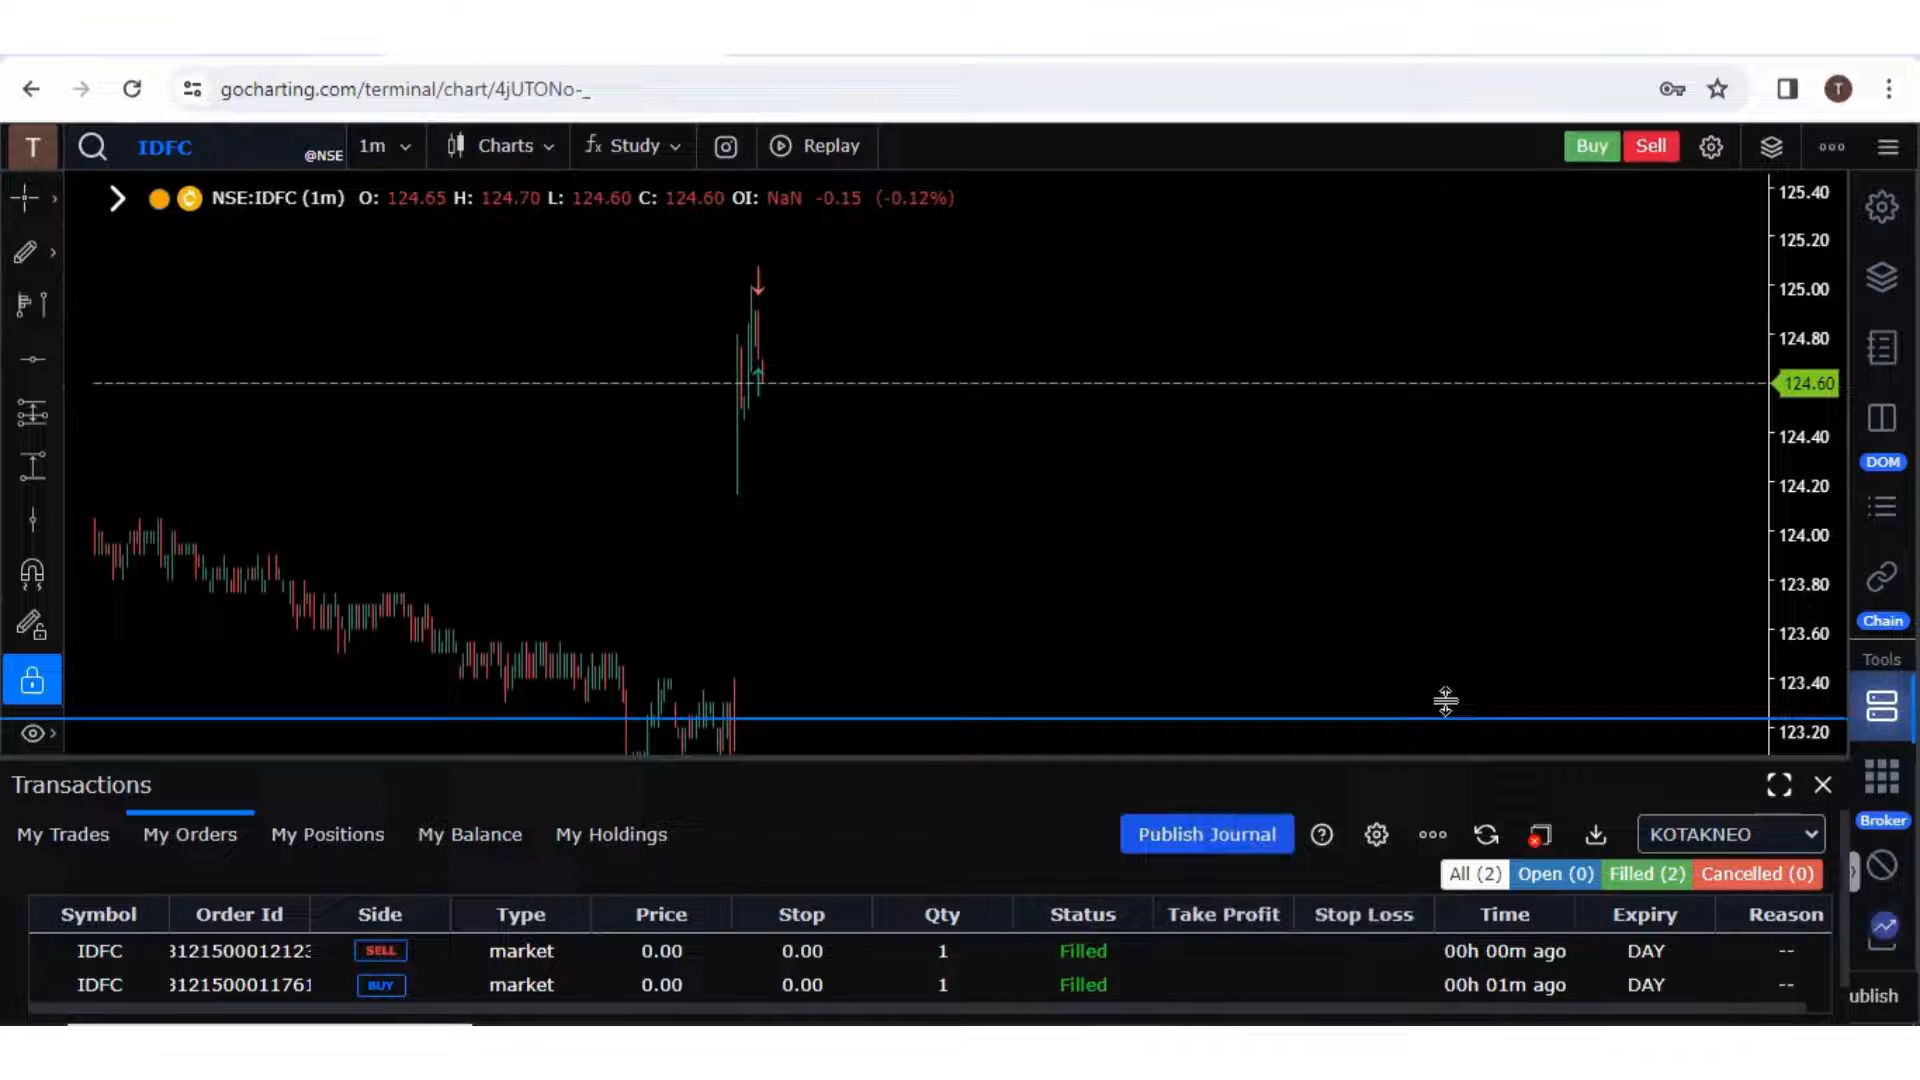 gocharting.com/terminal/chart/4jUTONo-_
T
T IDFC @NSE 1m Charts fx Study Replay Buy Sell
NSE:IDFC (1m) O: 124.65 H: 124.70 L: 124.60 C: 124.60 OI: NaN -0.15 (-0.12%)
125.40
125.20
125.00
124.80
124.60
124.40
124.20
124.00
123.80
123.60
123.40
123.20
DOM
Chain
Tools
Broker
ublish
Transactions
My Trades My Orders My Positions My Balance My Holdings Publish Journal KOTAKNEO
All (2) Open (0) Filled (2) Cancelled (0)
Symbol Order Id Side Type Price Stop Qty Status Take Profit Stop Loss Time Expiry Reason
IDFC 3121500012123 SELL market 0.00 0.00 1 Filled 00h 00m ago DAY --
IDFC 3121500011761 BUY market 0.00 0.00 1 Filled 00h 01m ago DAY --